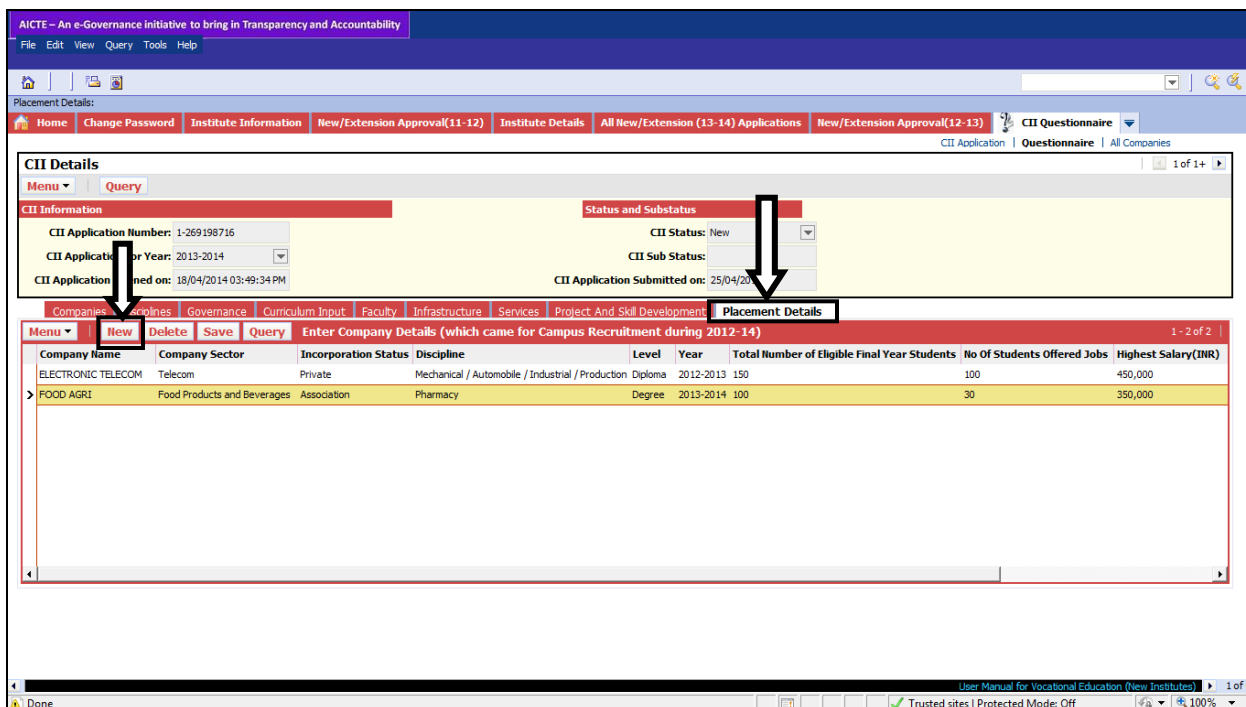 AICTE – An e-Governance initiative to bring in Transparency and Accountability
File Edit View Query Tools Help
Placement Details:
Home Change Password Institute Information New/Extension Approval(11-12) Institute Details All New/Extension (13-14) Applications New/Extension Approval(12-13) CII Questionnaire
CII Application | Questionnaire | All Companies
CII Details 1 of 1+
Menu Query
CII Information Status and Substatus
CII Application Number: 1-269198716 CII Status: New
CII Applicatio or Year: 2013-2014 CII Sub Status:
CII Application ned on: 18/04/2014 03:49:34 PM CII Application Submitted on: 25/04/20
Companies Disciplines Governance Curriculum Input Faculty Infrastructure Services Project And Skill Development Placement Details
Menu New Delete Save Query Enter Company Details (which came for Campus Recruitment during 2012-14) 1 - 2 of 2
Company Name Company Sector Incorporation Status Discipline Level Year Total Number of Eligible Final Year Students No Of Students Offered Jobs Highest Salary(INR)
ELECTRONIC TELECOM Telecom Private Mechanical / Automobile / Industrial / Production Diploma 2012-2013 150 100 450,000
FOOD AGRI Food Products and Beverages Association Pharmacy Degree 2013-2014 100 30 350,000
User Manual for Vocational Education (New Institutes) 1 of
Done Trusted sites | Protected Mode: Off 100%